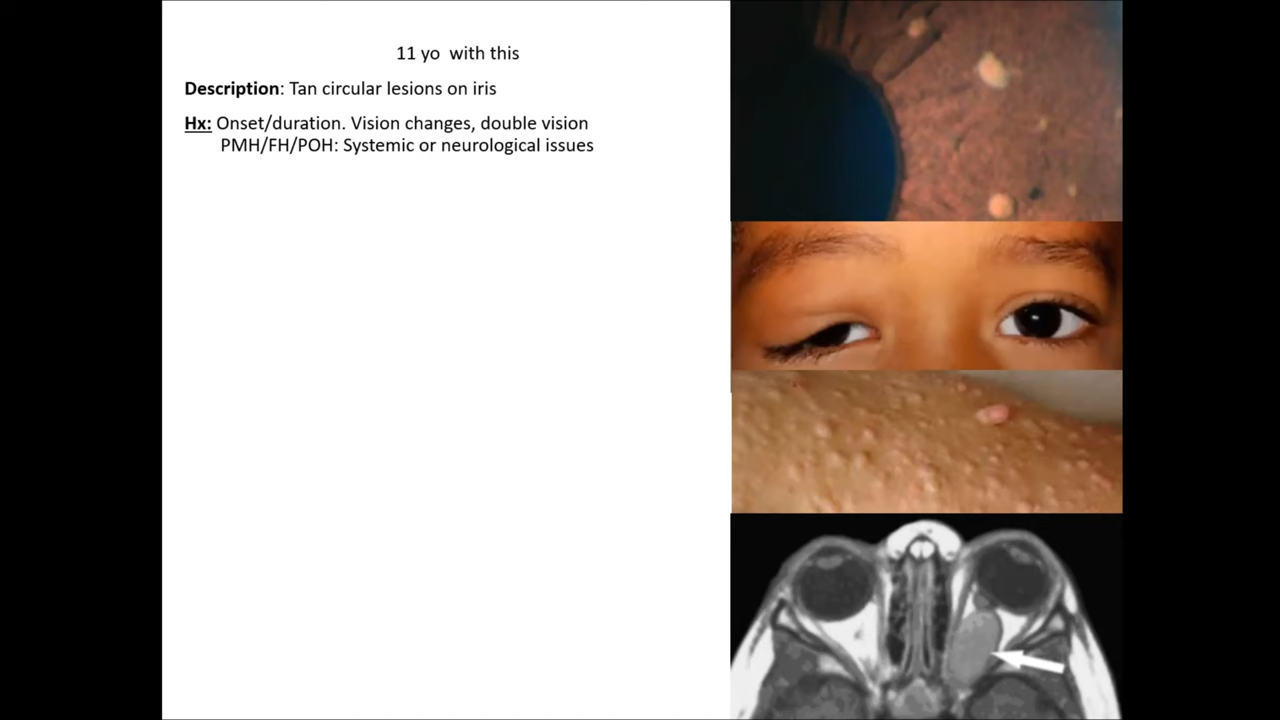 11 yo  with this
Description: Tan circular lesions on iris
Hx: Onset/duration. Vision changes, double vision
PMH/FH/POH: Systemic or neurological issues